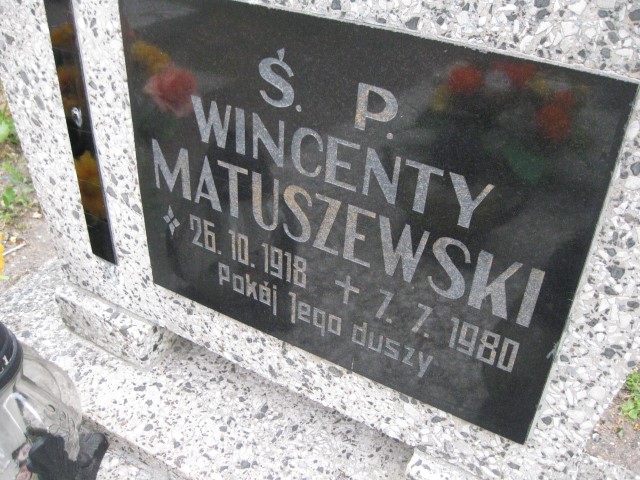 Ś. P.
WINCENTY
MATUSZEWSKI
26.10.1918 + 7.7.1980
Pokój Jego duszy